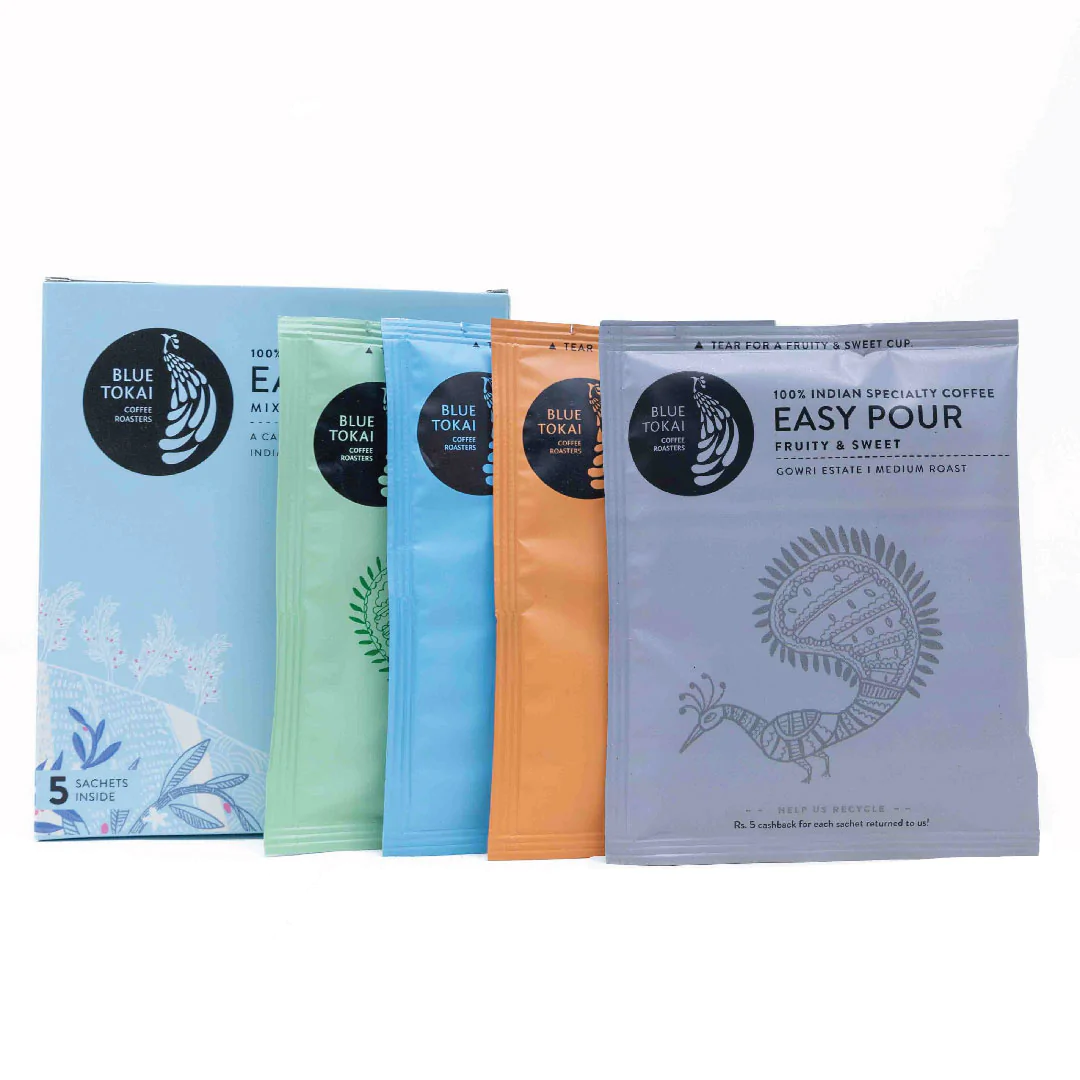 BLUE
TOKAI
COFFEE
ROASTERS
100%
EA
MIX
A CA
INDIA
5 SACHETS
INSIDE
BLUE
TOKAI
COFFEE
ROASTERS
BLUE
TOKAI
COFFEE
ROASTERS
▲ TEAR
BLUE
TOKAI
COFFEE
ROASTERS
▲ TEAR FOR A FRUITY & SWEET CUP.
BLUE
TOKAI
COFFEE
ROASTERS
100% INDIAN SPECIALTY COFFEE
EASY POUR
FRUITY & SWEET
GOWRI ESTATE I MEDIUM ROAST
HELP US RECYCLE
Rs. 5 cashback for each sachet returned to us!